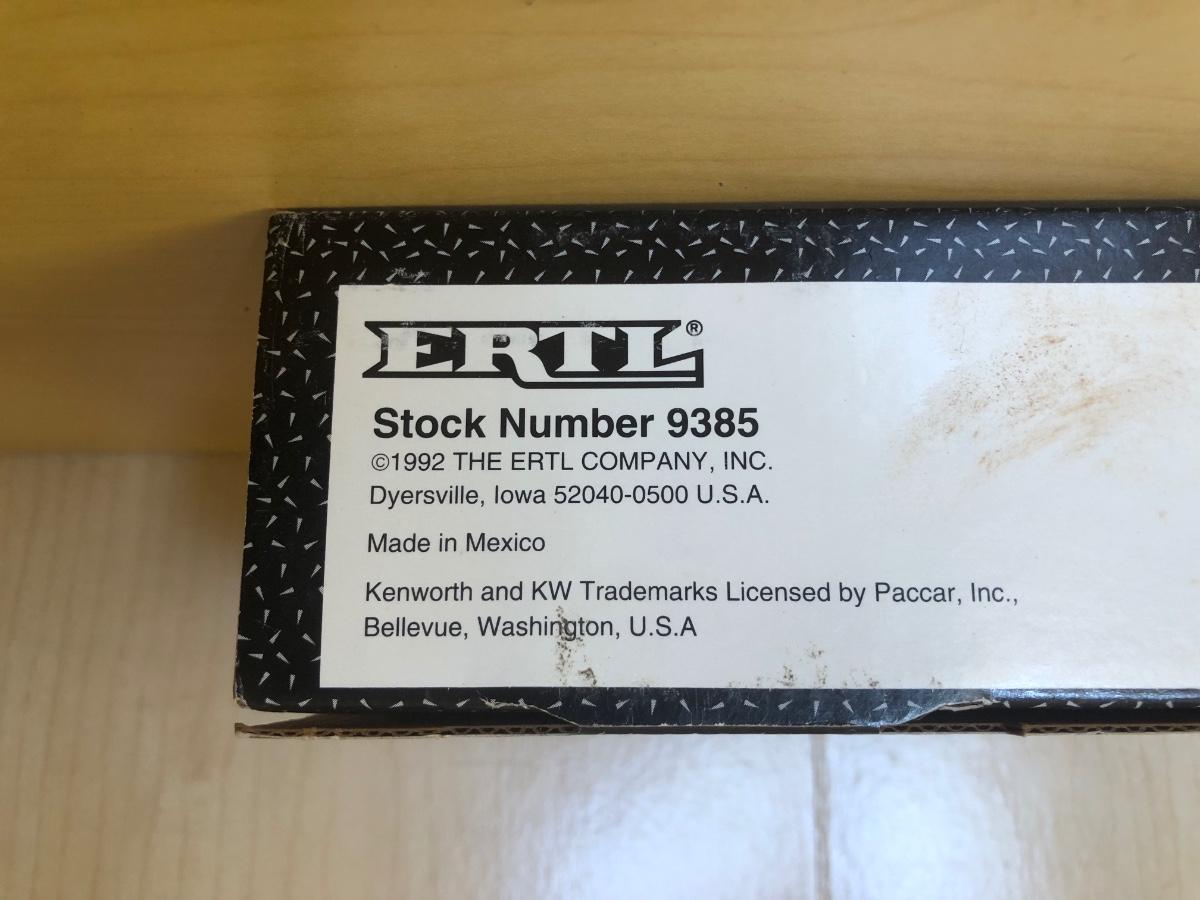 ERTL®
Stock Number 9385
©1992 THE ERTL COMPANY, INC.
Dyersville, Iowa 52040-0500 U.S.A.
Made in Mexico
Kenworth and KW Trademarks Licensed by Paccar, Inc.,
Bellevue, Washington, U.S.A